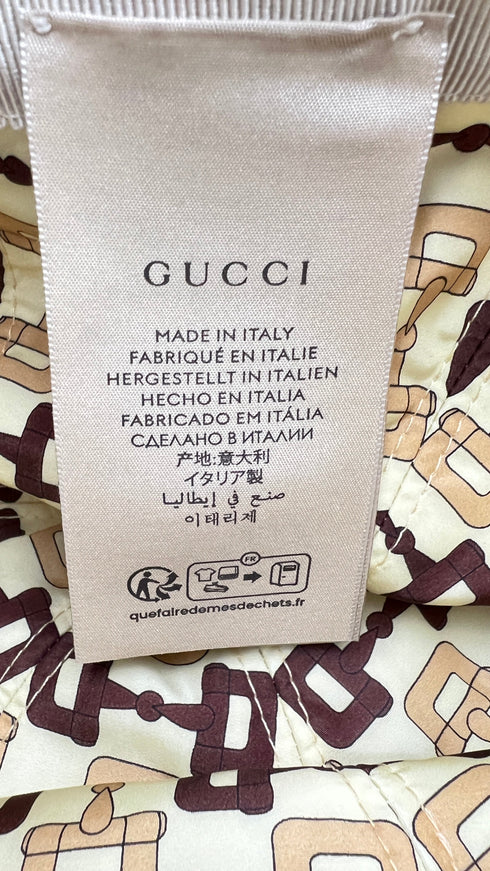 GUCCI
MADE IN ITALY
FABRIQUÉ EN ITALIE
HERGESTELLT IN ITALIEN
HECHO EN ITALIA
FABRICADO EM ITÁLIA
СДЕЛАНО В ИТАЛИИ
产地:意大利
イタリア製
صنع في إيطاليا
이태리제
FR
quefairedemesdechets.fr